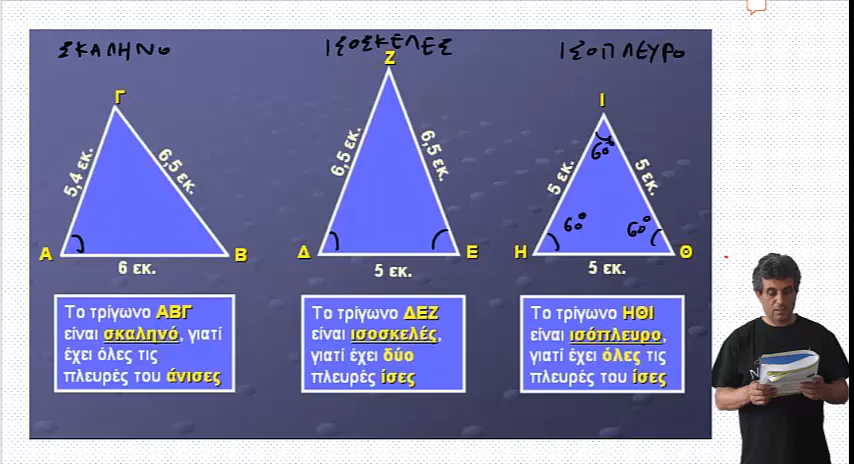 ΣΚΑΛΗΝΟ
ΙΣΟΣΚΕΛΕΣ
ΙΣΟΠΛΕΥΡΟ
Γ
5,4 εκ.
6,5 εκ.
Α
Β
6 εκ.
Ζ
6,5 εκ.
6,5 εκ.
Δ
Ε
5 εκ.
Ι
60°
5 εκ.
5 εκ.
60°
60°
Η
Θ
5 εκ.
Το τρίγωνο ΑΒΓ
είναι σκαληνό, γιατί
έχει όλες τις
πλευρές του άνισες
Το τρίγωνο ΔΕΖ
είναι ισοσκελές,
γιατί έχει δύο
πλευρές ίσες
Το τρίγωνο ΗΘΙ
είναι ισόπλευρο,
γιατί έχει όλες τις
πλευρές του ίσες